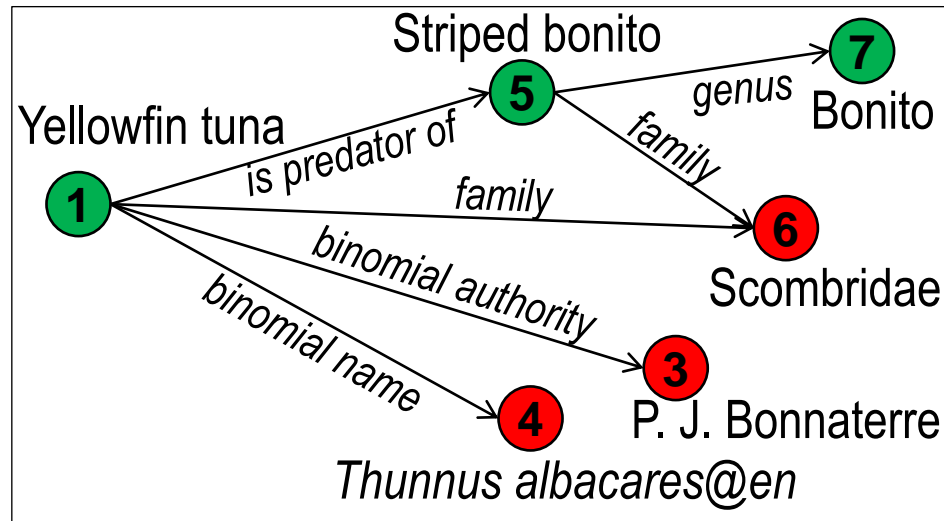 Striped bonito
7
5
genus
Bonito
Yellowfin tuna
is predator of
family
1
family
6
binomial authority
Scombridae
binomial name
3
4
P. J. Bonnaterre
Thunnus albacares@en